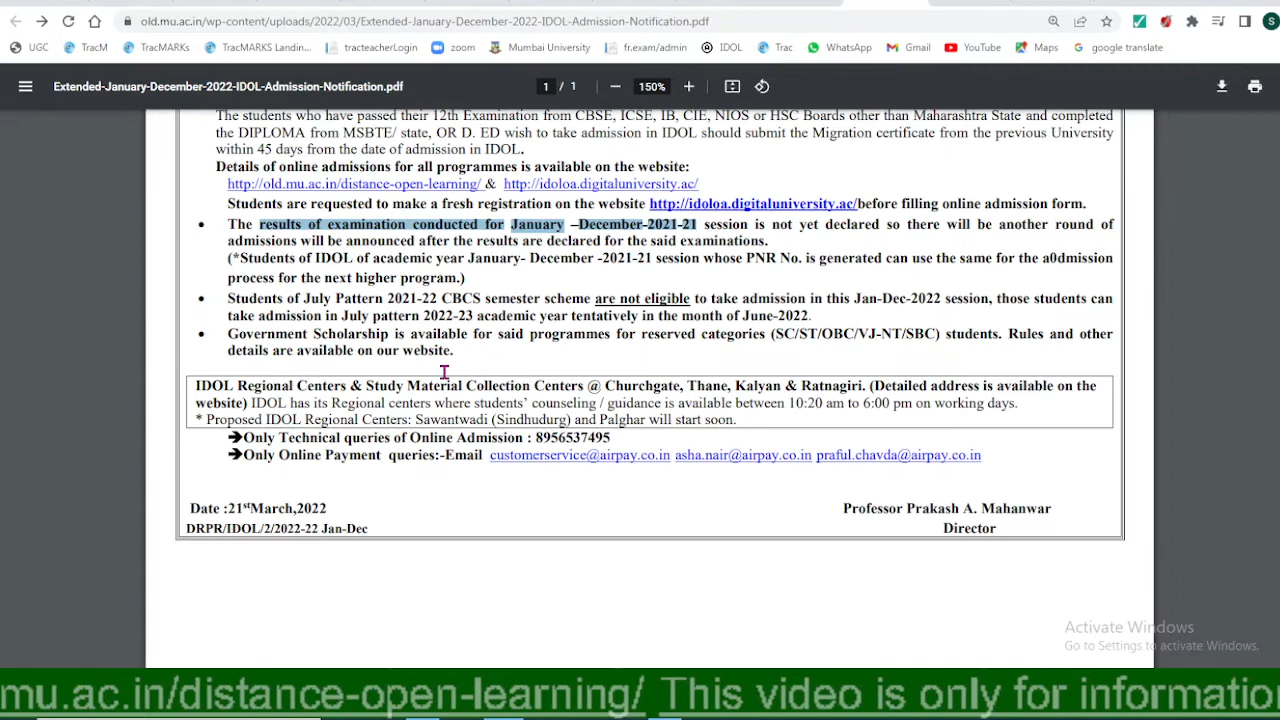 old.mu.ac.in/wp-content/uploads/2022/03/Extended-January-December-2022-IDOL-Admission-Notification.pdf
S
UGC TracM TracMARKs TracMARKS Landin... tracteacherLogin zoom Mumbai University fr.exam/admin IDOL Trac WhatsApp Gmail YouTube Maps google translate
Extended-January-December-2022-IDOL-Admission-Notification.pdf 1 / 1 150%
The students who have passed their 12th Examination from CBSE, ICSE, IB, CIE, NIOS or HSC Boards other than Maharashtra State and completed
the DIPLOMA from MSBTE/ state, OR D. ED wish to take admission in IDOL should submit the Migration certificate from the previous University
within 45 days from the date of admission in IDOL.
Details of online admissions for all programmes is available on the website:
http://old.mu.ac.in/distance-open-learning/ & http://idoloa.digitaluniversity.ac/
Students are requested to make a fresh registration on the website http://idoloa.digitaluniversity.ac/before filling online admission form.
• The results of examination conducted for January –December-2021-21 session is not yet declared so there will be another round of
admissions will be announced after the results are declared for the said examinations.
(*Students of IDOL of academic year January- December -2021-21 session whose PNR No. is generated can use the same for the a0dmission
process for the next higher program.)
• Students of July Pattern 2021-22 CBCS semester scheme are not eligible to take admission in this Jan-Dec-2022 session, those students can
take admission in July pattern 2022-23 academic year tentatively in the month of June-2022.
• Government Scholarship is available for said programmes for reserved categories (SC/ST/OBC/VJ-NT/SBC) students. Rules and other
details are available on our website.
IDOL Regional Centers & Study Material Collection Centers @ Churchgate, Thane, Kalyan & Ratnagiri. (Detailed address is available on the
website) IDOL has its Regional centers where students’ counseling / guidance is available between 10:20 am to 6:00 pm on working days.
* Proposed IDOL Regional Centers: Sawantwadi (Sindhudurg) and Palghar will start soon.
➔Only Technical queries of Online Admission : 8956537495
➔Only Online Payment queries:-Email customerservice@airpay.co.in asha.nair@airpay.co.in praful.chavda@airpay.co.in
Date :21stMarch,2022 Professor Prakash A. Mahanwar
DRPR/IDOL/2/2022-22 Jan-Dec Director
Activate Windows
Go to Settings to activate Windows.
mu.ac.in/distance-open-learning/ This video is only for informatio